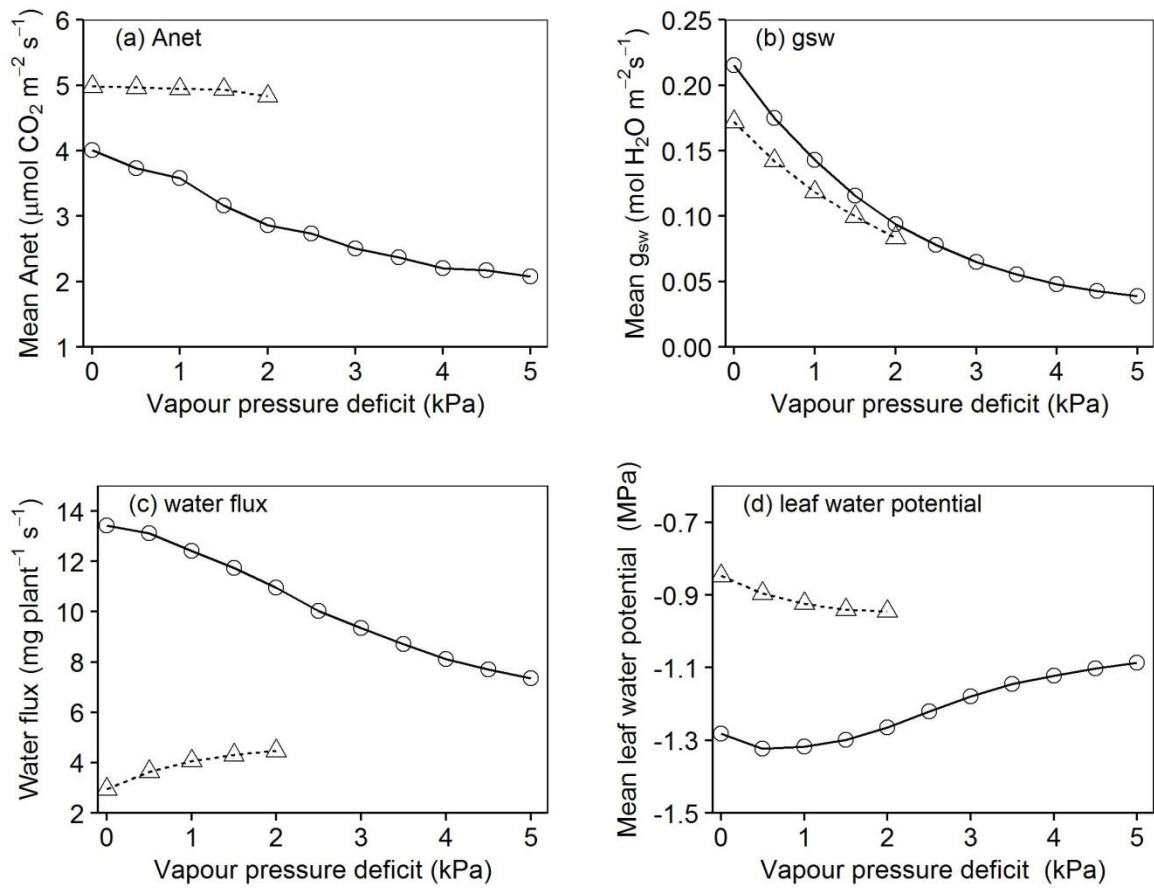 (a) Anet
Mean Anet (μmol CO₂ m⁻² s⁻¹)
6
5
4
3
2
1
0 1 2 3 4 5
Vapour pressure deficit (kPa)
(b) gsw
Mean gsw (mol H₂O m⁻²s⁻¹)
0.25
0.20
0.15
0.10
0.05
0.00
0 1 2 3 4 5
Vapour pressure deficit (kPa)
(c) water flux
Water flux (mg plant⁻¹ s⁻¹)
14
12
10
8
6
4
2
0 1 2 3 4 5
Vapour pressure deficit (kPa)
(d) leaf water potential
Mean leaf water potential (MPa)
-0.7
-0.9
-1.1
-1.3
-1.5
0 1 2 3 4 5
Vapour pressure deficit (kPa)